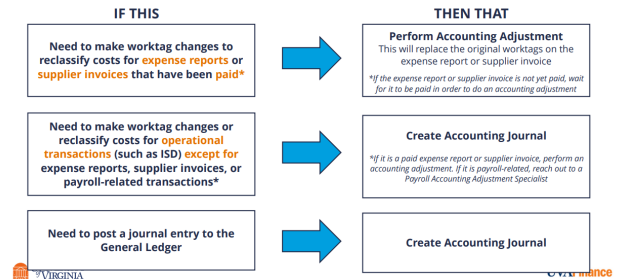 IF THIS
THEN THAT
Need to make worktag changes to
reclassify costs for expense reports or
supplier invoices that have been paid*
Perform Accounting Adjustment
This will replace the original worktags on the
expense report or supplier invoice
*If the expense report or supplier invoice is not yet paid, wait
for it to be paid in order to do an accounting adjustment
Need to make worktag changes or
reclassify costs for operational
transactions (such as ISD) except for
expense reports, supplier invoices, or
payroll-related transactions*
Create Accounting Journal
*If it is a paid expense report or supplier invoice, perform an
accounting adjustment. If it is payroll-related, reach out to a
Payroll Accounting Adjustment Specialist
Need to post a journal entry to the
General Ledger
Create Accounting Journal
of VIRGINIA
UVAFinance